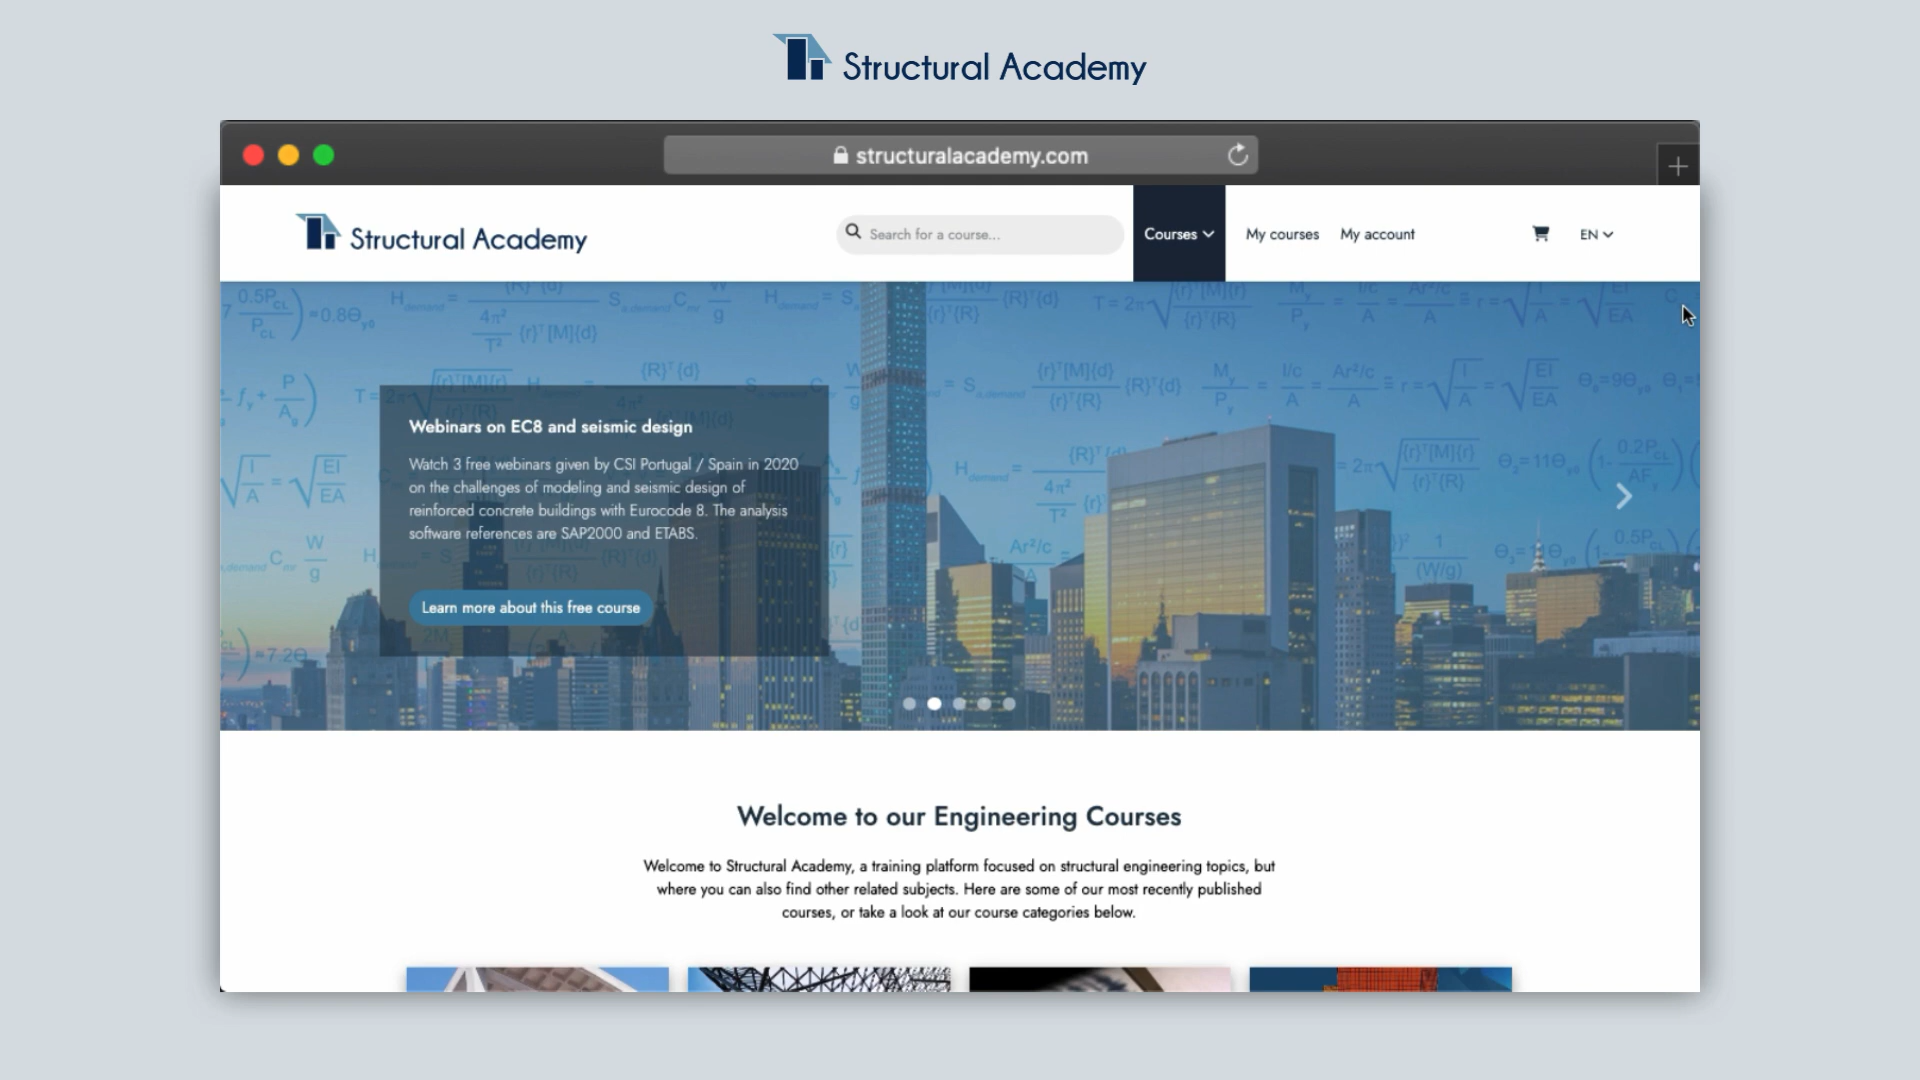 Structural Academy
structuralacademy.com
Structural Academy
Search for a course...
Courses
My courses
My account
EN
Webinars on EC8 and seismic design
Watch 3 free webinars given by CSI Portugal / Spain in 2020
on the challenges of modeling and seismic design of
reinforced concrete buildings with Eurocode 8. The analysis
software references are SAP2000 and ETABS.
Learn more about this free course
Welcome to our Engineering Courses
Welcome to Structural Academy, a training platform focused on structural engineering topics, but
where you can also find other related subjects. Here are some of our most recently published
courses, or take a look at our course categories below.